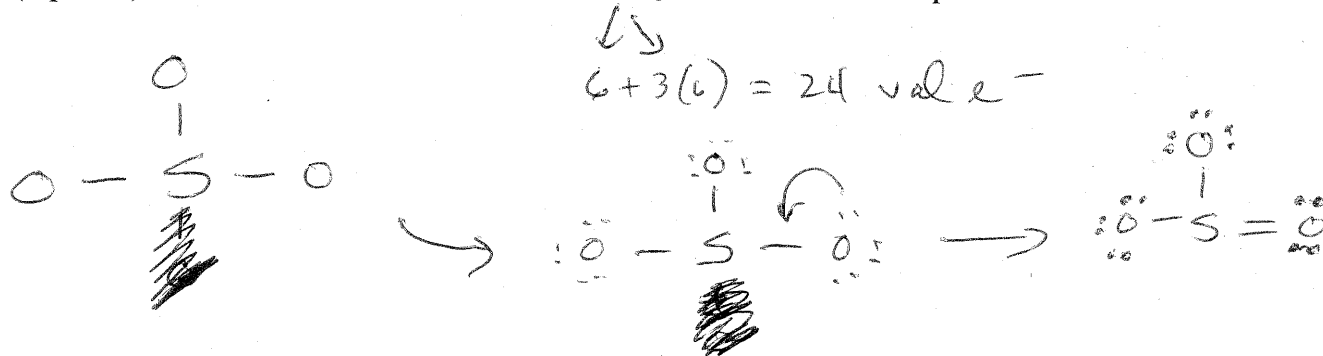 6+3(6) = 24 val e⁻
O
O - S - O
:O:
:O - S - O:
:O:
:O - S = O